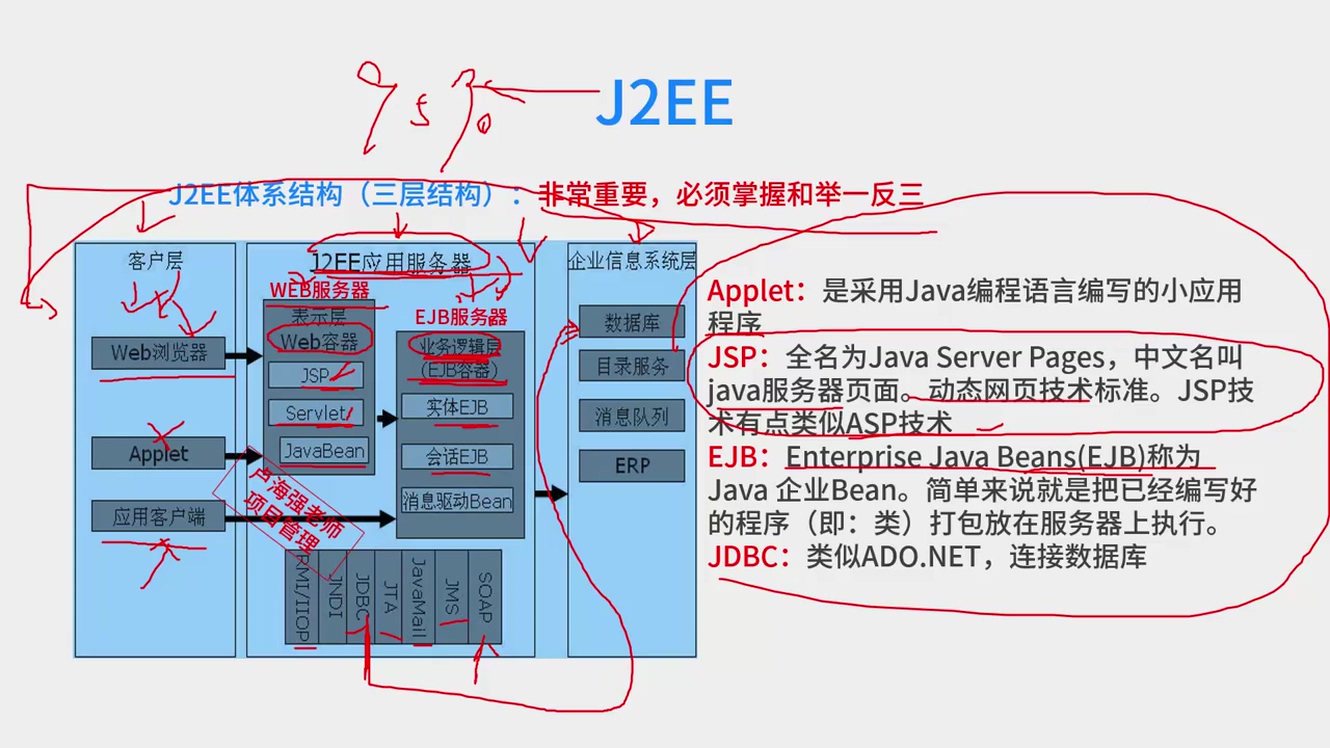 J2EE
J2EE体系结构（三层结构）：非常重要，必须掌握和举一反三
客户层
Web浏览器
Applet
应用客户端
J2EE应用服务器
WEB服务器
表示层
Web容器
JSP
Servlet
JavaBean
EJB服务器
业务逻辑层
(EJB容器)
实体EJB
会话EJB
消息驱动Bean
RMI/IIOP
JNDI
JDBC
JTA
JavaMail
JMS
SOAP
企业信息系统层
数据库
目录服务
消息队列
ERP
卢海强老师
项目管理
Applet：是采用Java编程语言编写的小应用
程序
JSP：全名为Java Server Pages，中文名叫
java服务器页面。动态网页技术标准。JSP技
术有点类似ASP技术
EJB：Enterprise Java Beans(EJB)称为
Java 企业Bean。简单来说就是把已经编写好
的程序（即：类）打包放在服务器上执行。
JDBC：类似ADO.NET，连接数据库